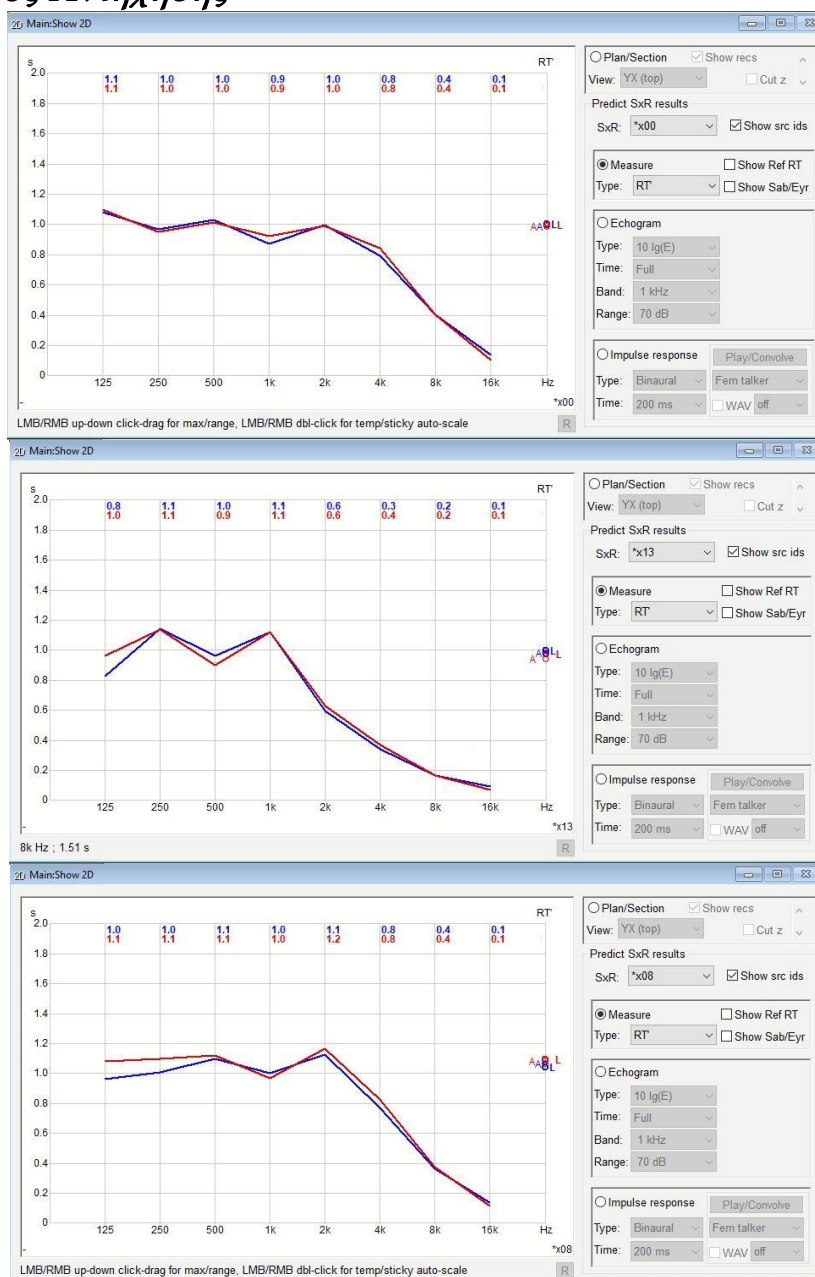 Main:Show 2D
s
RT'
2.0
1.1 1.0 1.0 0.9 1.0 0.8 0.4 0.1
1.1 1.0 1.0 0.9 1.0 0.8 0.4 0.1
1.8
1.6
1.4
1.2
1.0
0.8
0.6
0.4
0.2
0
125 250 500 1k 2k 4k 8k 16k Hz
*x00
LMB/RMB up-down click-drag for max/range, LMB/RMB dbl-click for temp/sticky auto-scale
R
Plan/Section Show recs
View: YX (top) Cut z
Predict SxR results
SxR: *x00 Show src ids
Measure Show Ref RT
Type: RT' Show Sab/Eyr
Echogram
Type: 10 lg(E)
Time: Full
Band: 1 kHz
Range: 70 dB
Impulse response Play/Convolve
Type: Binaural Fem talker
Time: 200 ms WAV off
Main:Show 2D
s
RT'
2.0
0.8 1.1 1.0 1.1 0.6 0.3 0.2 0.1
1.0 1.1 0.9 1.1 0.6 0.4 0.2 0.1
1.8
1.6
1.4
1.2
1.0
0.8
0.6
0.4
0.2
0
125 250 500 1k 2k 4k 8k 16k Hz
*x13
8k Hz ; 1.51 s
R
Plan/Section Show recs
View: YX (top) Cut z
Predict SxR results
SxR: *x13 Show src ids
Measure Show Ref RT
Type: RT' Show Sab/Eyr
Echogram
Type: 10 lg(E)
Time: Full
Band: 1 kHz
Range: 70 dB
Impulse response Play/Convolve
Type: Binaural Fem talker
Time: 200 ms WAV off
Main:Show 2D
s
RT'
2.0
1.0 1.0 1.1 1.0 1.1 0.8 0.4 0.1
1.1 1.1 1.1 1.0 1.2 0.8 0.4 0.1
1.8
1.6
1.4
1.2
1.0
0.8
0.6
0.4
0.2
0
125 250 500 1k 2k 4k 8k 16k Hz
*x08
LMB/RMB up-down click-drag for max/range, LMB/RMB dbl-click for temp/sticky auto-scale
R
Plan/Section Show recs
View: YX (top) Cut z
Predict SxR results
SxR: *x08 Show src ids
Measure Show Ref RT
Type: RT' Show Sab/Eyr
Echogram
Type: 10 lg(E)
Time: Full
Band: 1 kHz
Range: 70 dB
Impulse response Play/Convolve
Type: Binaural Fem talker
Time: 200 ms WAV off